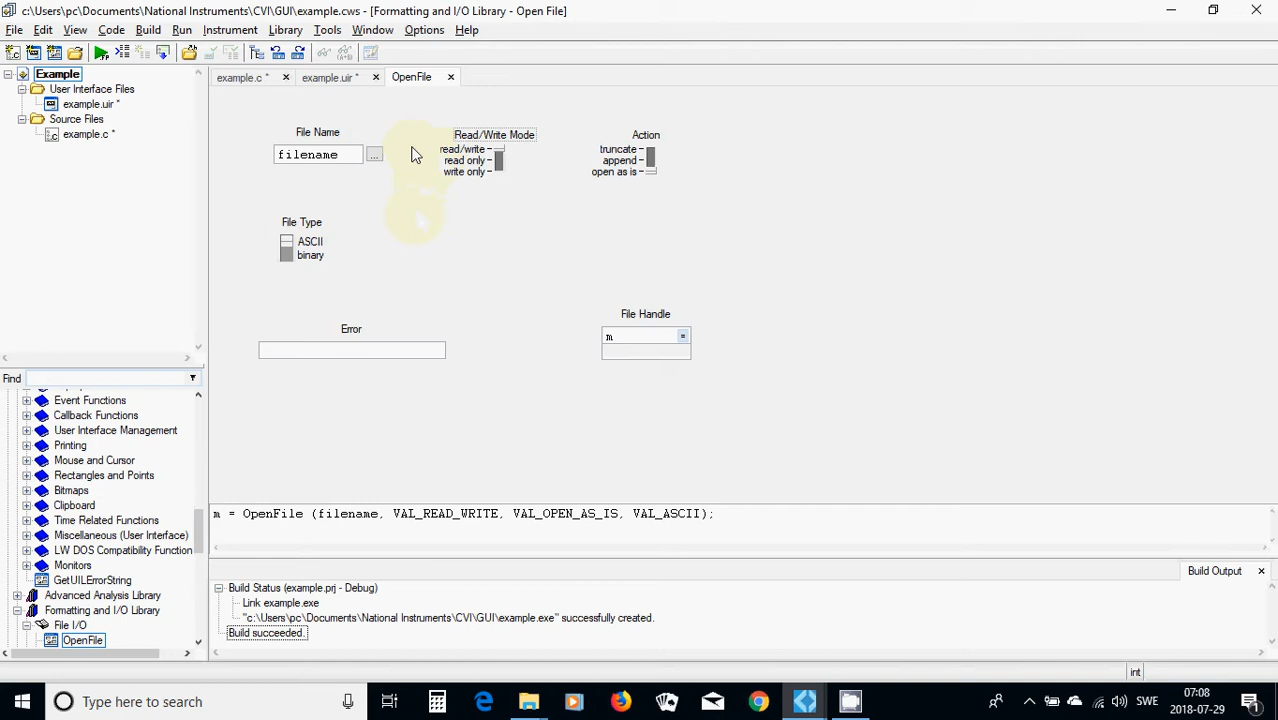 c:\Users\pc\Documents\National Instruments\CVI\GUI\example.cws - [Formatting and I/O Library - Open File]
File Edit View Code Build Run Instrument Library Tools Window Options Help
Example
User Interface Files
example.uir *
Source Files
example.c *
example.c * example.uir * OpenFile
File Name Read/Write Mode Action
filename ...
read/write
read only
write only
truncate
append
open as is
File Type
ASCII
binary
Error
File Handle
m
Find
Event Functions
Callback Functions
User Interface Management
Printing
Mouse and Cursor
Rectangles and Points
Bitmaps
Clipboard
Time Related Functions
Miscellaneous (User Interface)
LW DOS Compatibility Function
Monitors
GetUILErrorString
Advanced Analysis Library
Formatting and I/O Library
File I/O
OpenFile
m = OpenFile (filename, VAL_READ_WRITE, VAL_OPEN_AS_IS, VAL_ASCII);
Build Output
Build Status (example.prj - Debug)
Link example.exe
"c:\Users\pc\Documents\National Instruments\CVI\GUI\example.exe" successfully created.
Build succeeded.
int
Type here to search
SWE
07:08
2018-07-29
1